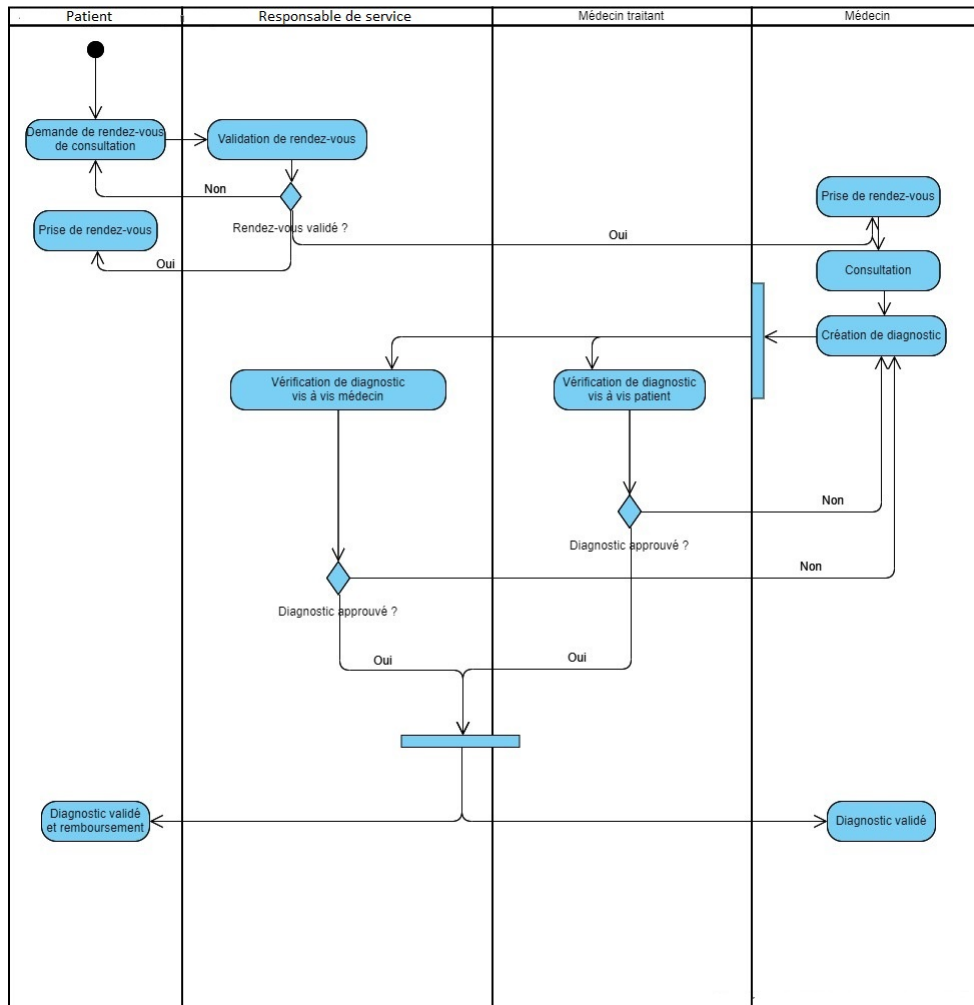 Patient
Responsable de service
Médecin traitant
Médecin
Demande de rendez-vous
de consultation
Validation de rendez-vous
Non
Prise de rendez-vous
Prise de rendez-vous
Rendez-vous validé ?
Oui
Oui
Consultation
Création de diagnostic
Vérification de diagnostic
vis à vis médecin
Vérification de diagnostic
vis à vis patient
Non
Diagnostic approuvé ?
Non
Diagnostic approuvé ?
Oui
Oui
Diagnostic validé
et remboursement
Diagnostic validé